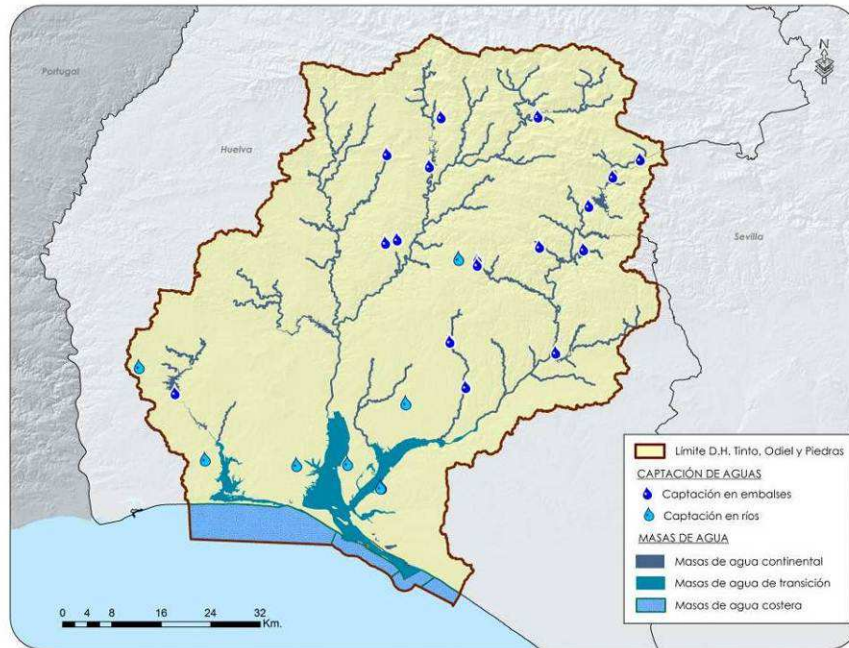 Portugal
Huelva
N
Sevilla
Límite D.H. Tinto, Odiel y Piedras
CAPTACIÓN DE AGUAS
Captación en embalses
Captación en ríos
MASAS DE AGUA
Masas de agua continental
Masas de agua de transición
Masas de agua costera
0 4 8 16 24 32
Km.